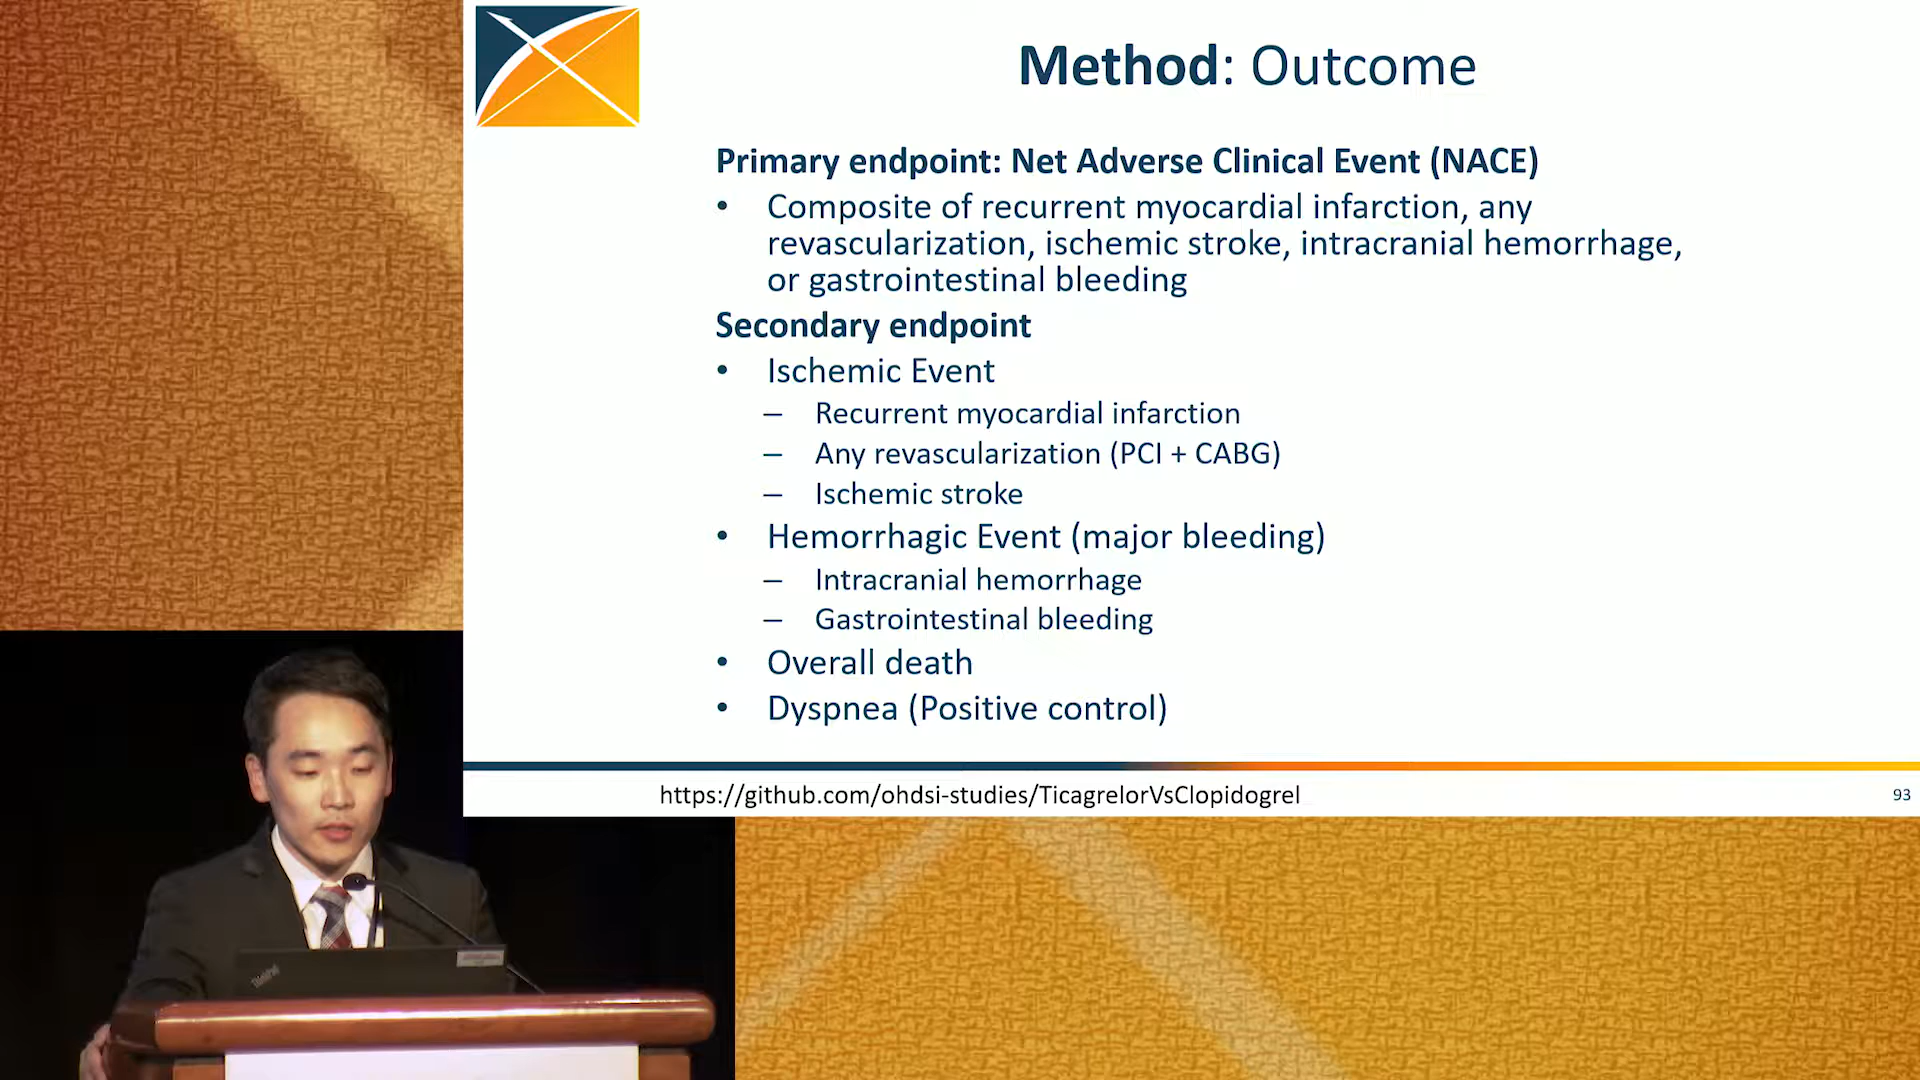 Method: Outcome
Primary endpoint: Net Adverse Clinical Event (NACE)
• Composite of recurrent myocardial infarction, any
revascularization, ischemic stroke, intracranial hemorrhage,
or gastrointestinal bleeding
Secondary endpoint
• Ischemic Event
– Recurrent myocardial infarction
– Any revascularization (PCI + CABG)
– Ischemic stroke
• Hemorrhagic Event (major bleeding)
– Intracranial hemorrhage
– Gastrointestinal bleeding
• Overall death
• Dyspnea (Positive control)
https://github.com/ohdsi-studies/TicagrelorVsClopidogrel
93
ThinkPad